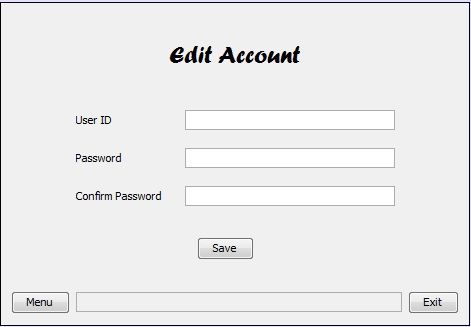 Edit Account
User ID
Password
Confirm Password
Save
Menu
Exit